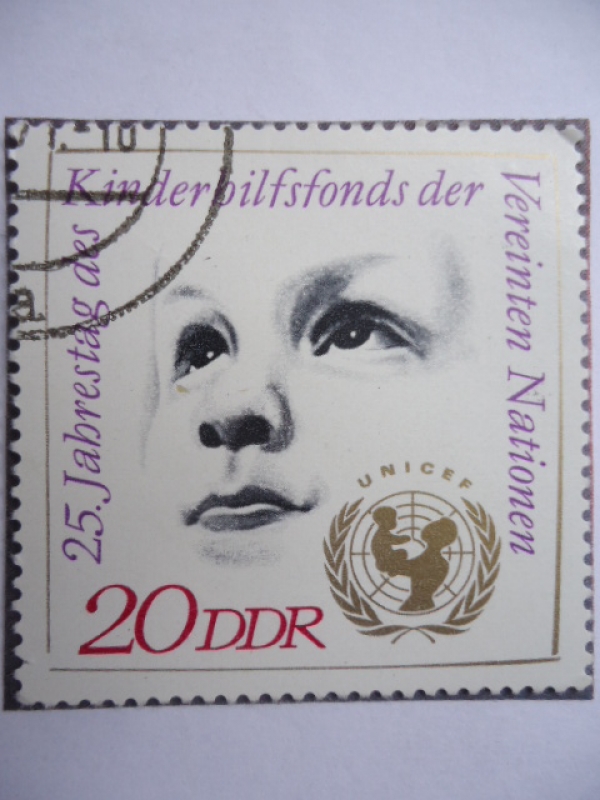 25. Jahrestag des
Kinderhilfsfonds der
Vereinten Nationen
UNICEF
20 DDR